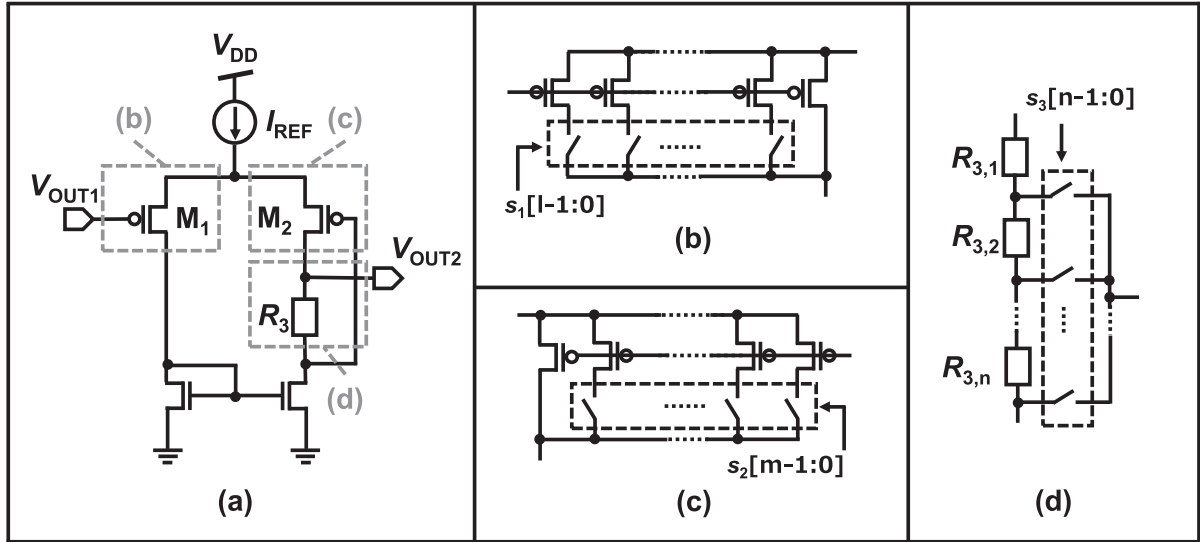 V_DD
I_REF
(b)
(c)
V_OUT1
M_1
M_2
V_OUT2
R_3
(d)
(a)
s_1[l-1:0]
(b)
s_2[m-1:0]
(c)
s_3[n-1:0]
R_3,1
R_3,2
R_3,n
(d)